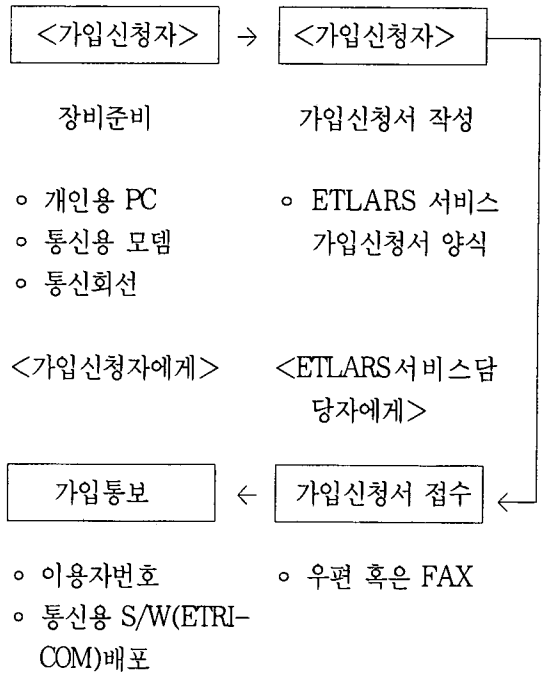 <가입신청자> → <가입신청자>
장비준비 가입신청서 작성
∘ 개인용 PC ∘ ETLARS 서비스
∘ 통신용 모뎀 가입신청서 양식
∘ 통신회선
<가입신청자에게> <ETLARS서비스담
당자에게>
가입통보 ← 가입신청서 접수
∘ 이용자번호 ∘ 우편 혹은 FAX
∘ 통신용 S/W(ETRI-
COM)배포